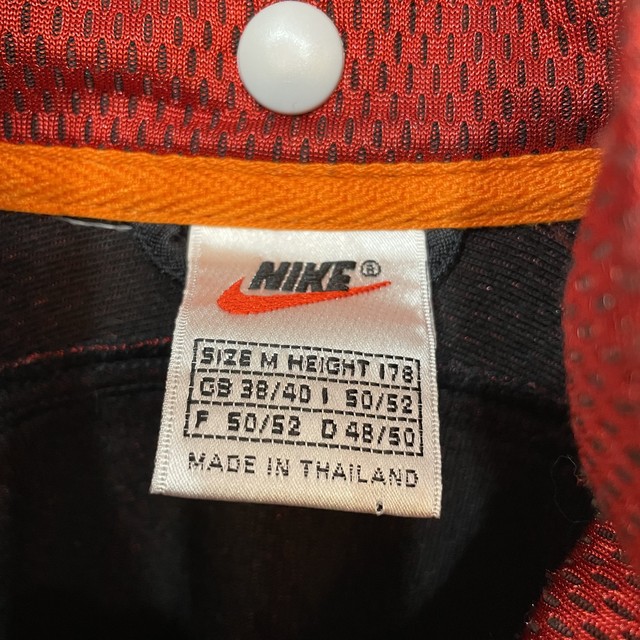 NIKE®
SIZE M HEIGHT 178
GB 38/40 I 50/52
F 50/52 D 48/50
MADE IN THAILAND